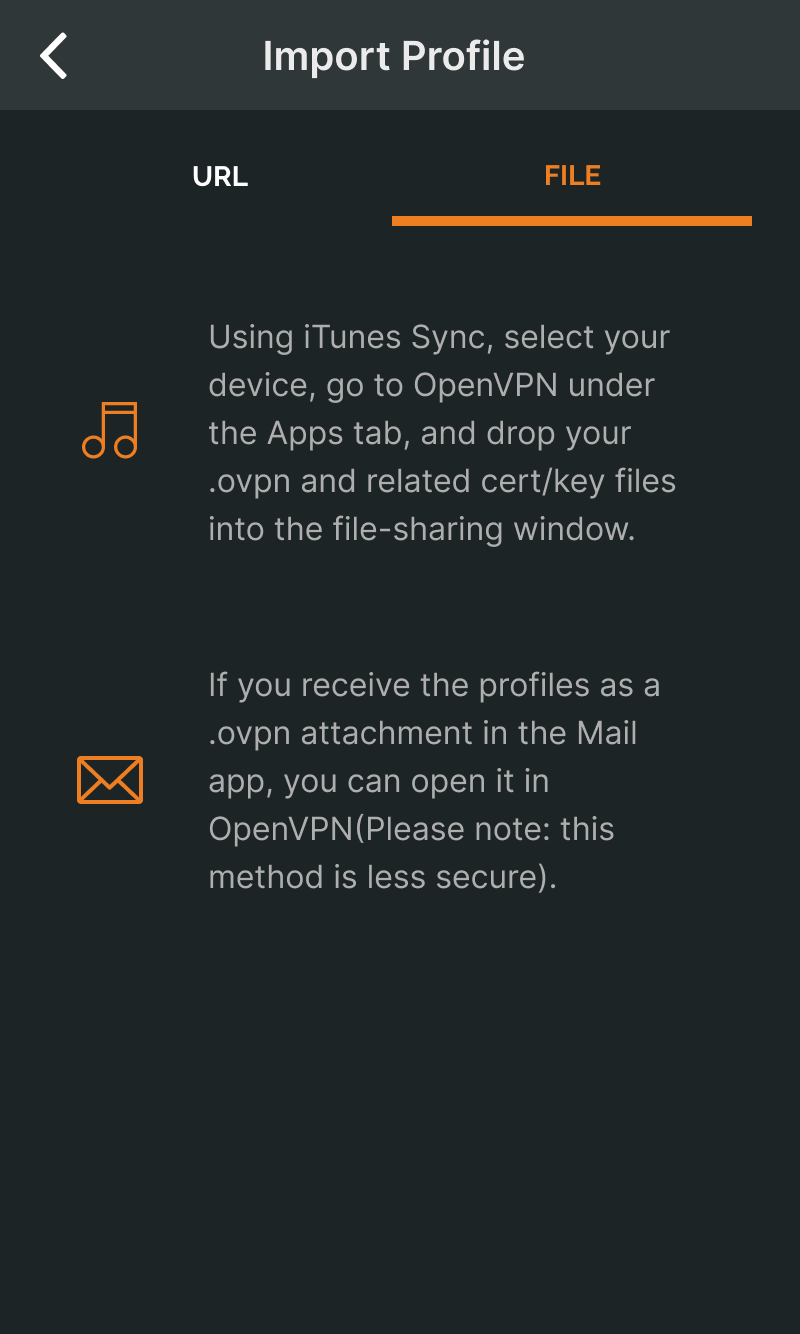 Import Profile
URL
FILE
Using iTunes Sync, select your
device, go to OpenVPN under
the Apps tab, and drop your
.ovpn and related cert/key files
into the file-sharing window.
If you receive the profiles as a
.ovpn attachment in the Mail
app, you can open it in
OpenVPN(Please note: this
method is less secure).